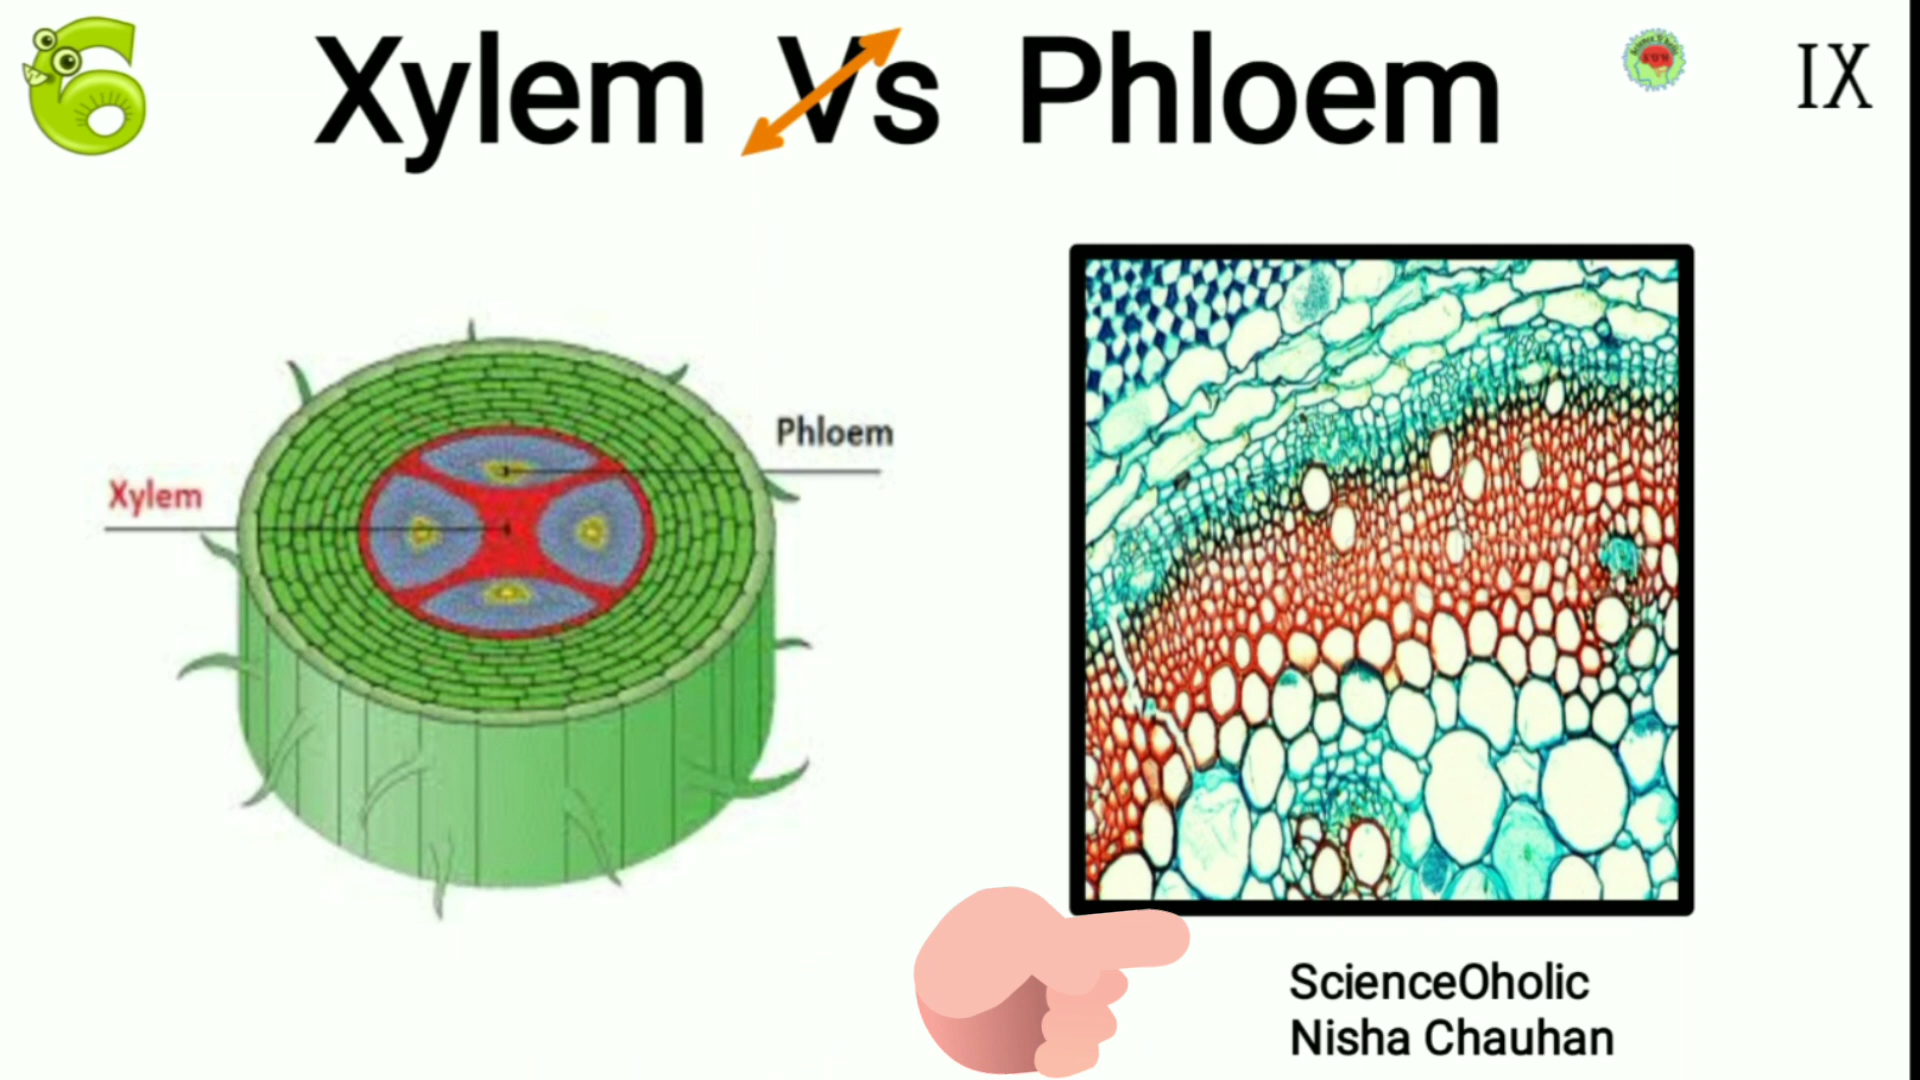 Xylem Vs Phloem
IX
Phloem
Xylem
ScienceOholic
Nisha Chauhan